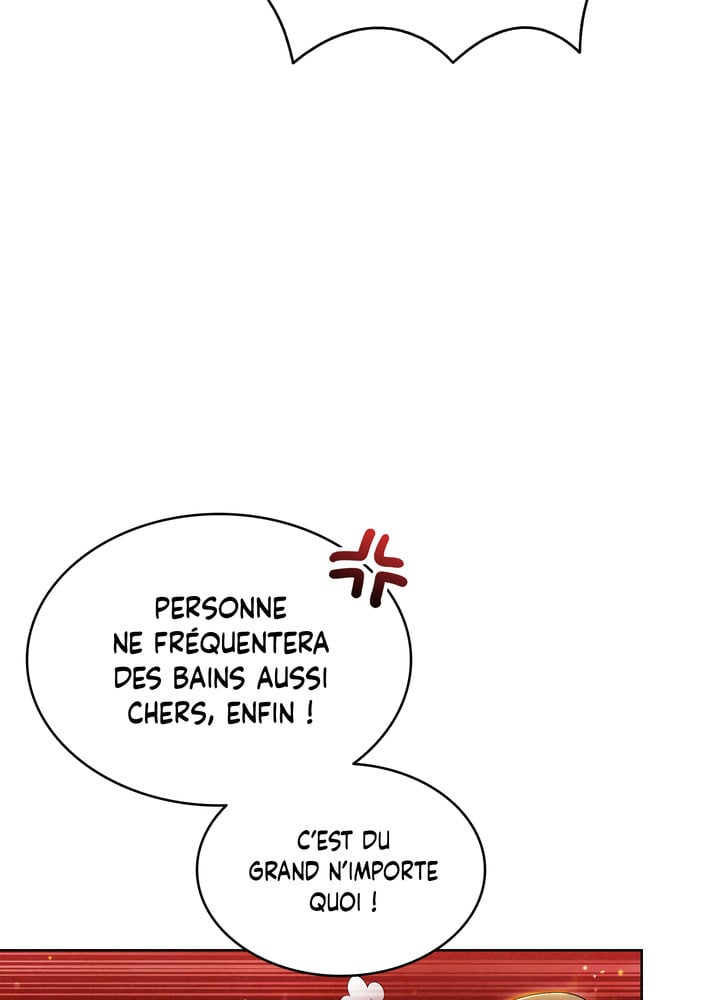 PERSONNE
NE FRÉQUENTERA
DES BAINS AUSSI
CHERS, ENFIN !
C'EST DU
GRAND N'IMPORTE
QUOI !